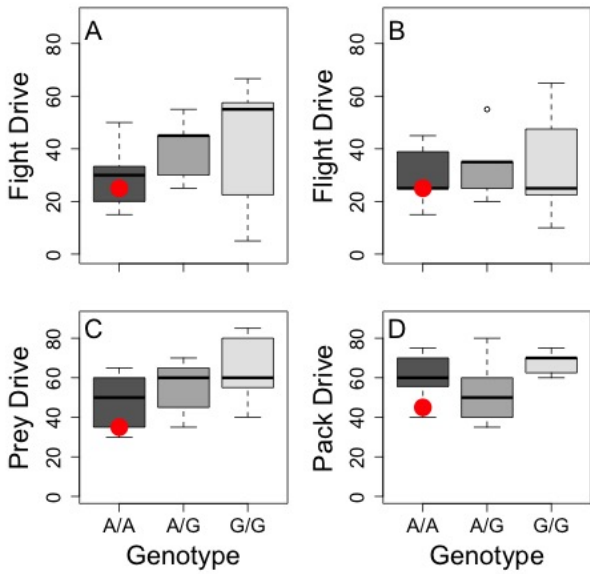 A
Fight Drive
0 20 40 60 80
B
Flight Drive
0 20 40 60 80
C
Prey Drive
0 20 40 60 80
A/A A/G G/G
Genotype
D
Pack Drive
0 20 40 60 80
A/A A/G G/G
Genotype